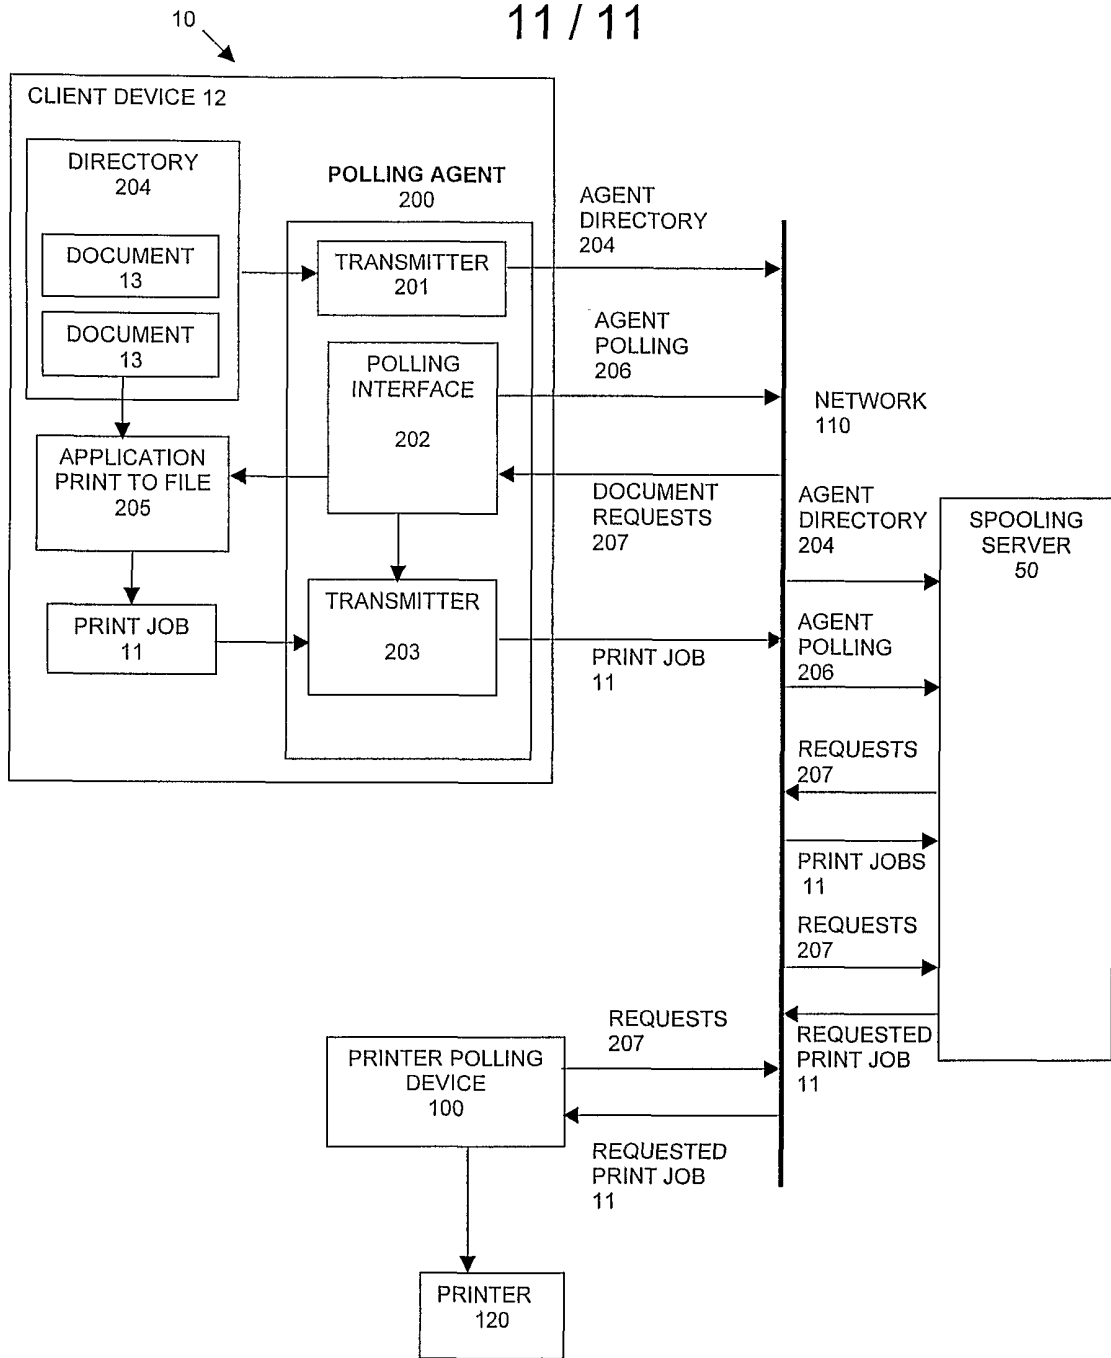 11 / 11
10
CLIENT DEVICE 12
DIRECTORY
204
DOCUMENT
13
DOCUMENT
13
APPLICATION
PRINT TO FILE
205
PRINT JOB
11
POLLING AGENT
200
TRANSMITTER
201
POLLING
INTERFACE
202
TRANSMITTER
203
AGENT
DIRECTORY
204
AGENT
POLLING
206
DOCUMENT
REQUESTS
207
PRINT JOB
11
NETWORK
110
AGENT
DIRECTORY
204
AGENT
POLLING
206
REQUESTS
207
PRINT JOBS
11
REQUESTS
207
REQUESTED
PRINT JOB
11
SPOOLING
SERVER
50
PRINTER POLLING
DEVICE
100
REQUESTS
207
REQUESTED
PRINT JOB
11
PRINTER
120